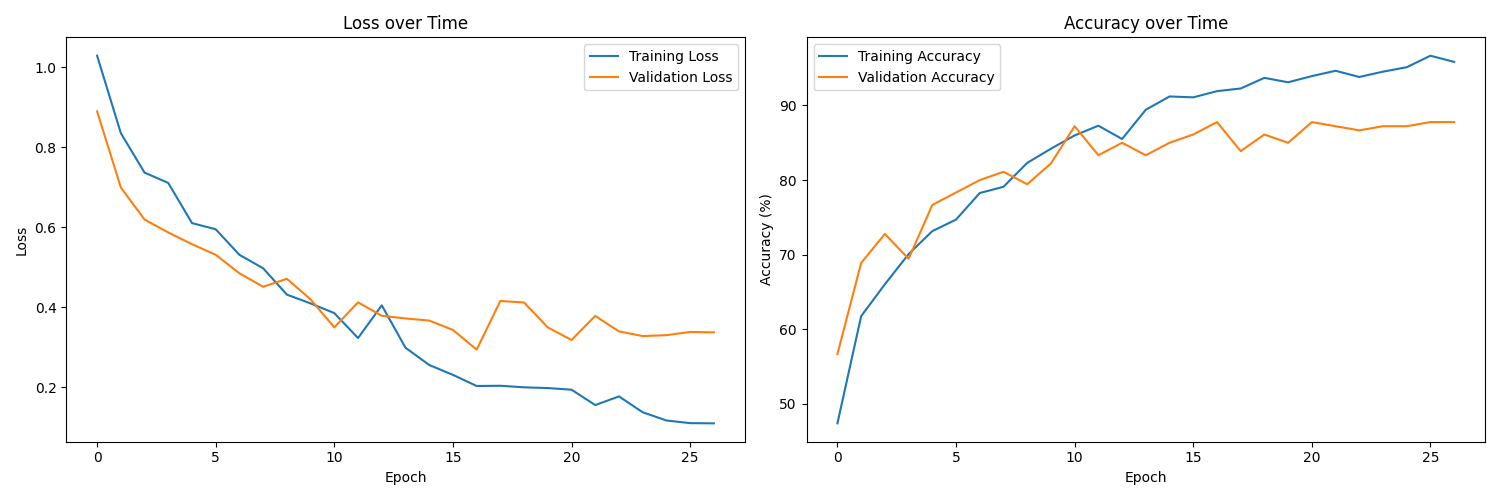 Loss over Time
Training Loss
Validation Loss
1.0
0.8
0.6
0.4
0.2
Loss
0
5
10
15
20
25
Epoch
Accuracy over Time
Training Accuracy
Validation Accuracy
90
80
70
60
50
Accuracy (%)
0
5
10
15
20
25
Epoch